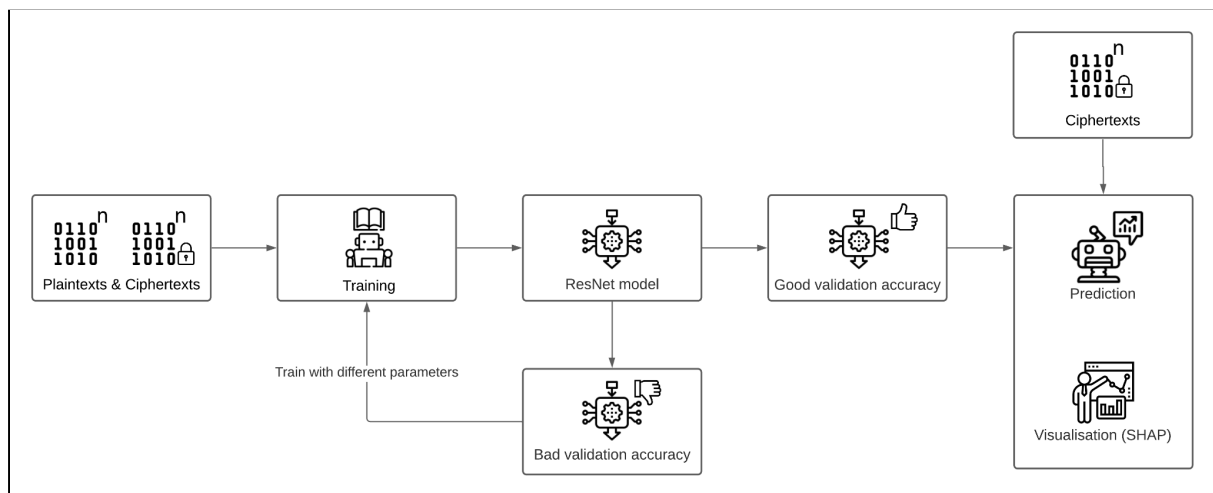 n
0110
1001
1010
Ciphertexts
n
0110
1001
1010
n
0110
1001
1010
Plaintexts & Ciphertexts
Training
ResNet model
Good validation accuracy
Prediction
Train with different parameters
Bad validation accuracy
Visualisation (SHAP)